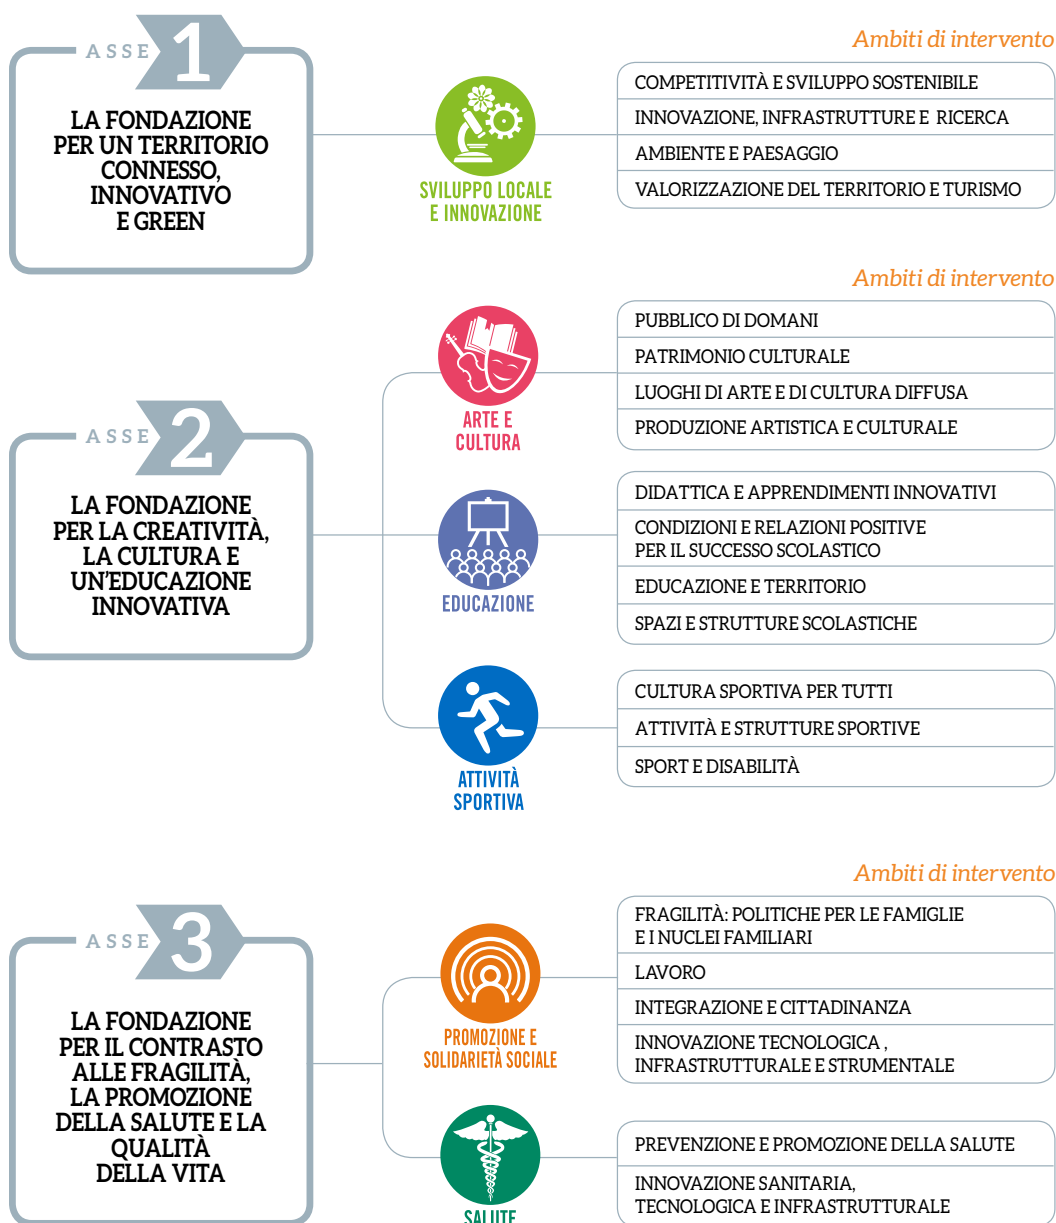 ASSE 1
LA FONDAZIONE
PER UN TERRITORIO
CONNESSO,
INNOVATIVO
E GREEN
SVILUPPO LOCALE
E INNOVAZIONE
Ambiti di intervento
COMPETITIVITÀ E SVILUPPO SOSTENIBILE
INNOVAZIONE, INFRASTRUTTURE E RICERCA
AMBIENTE E PAESAGGIO
VALORIZZAZIONE DEL TERRITORIO E TURISMO
ASSE 2
LA FONDAZIONE
PER LA CREATIVITÀ,
LA CULTURA E
UN'EDUCAZIONE
INNOVATIVA
Ambiti di intervento
ARTE E
CULTURA
PUBBLICO DI DOMANI
PATRIMONIO CULTURALE
LUOGHI DI ARTE E DI CULTURA DIFFUSA
PRODUZIONE ARTISTICA E CULTURALE
EDUCAZIONE
DIDATTICA E APPRENDIMENTI INNOVATIVI
CONDIZIONI E RELAZIONI POSITIVE
PER IL SUCCESSO SCOLASTICO
EDUCAZIONE E TERRITORIO
SPAZI E STRUTTURE SCOLASTICHE
ATTIVITÀ
SPORTIVA
CULTURA SPORTIVA PER TUTTI
ATTIVITÀ E STRUTTURE SPORTIVE
SPORT E DISABILITÀ
ASSE 3
LA FONDAZIONE
PER IL CONTRASTO
ALLE FRAGILITÀ,
LA PROMOZIONE
DELLA SALUTE E LA
QUALITÀ
DELLA VITA
Ambiti di intervento
PROMOZIONE E
SOLIDARIETÀ SOCIALE
FRAGILITÀ: POLITICHE PER LE FAMIGLIE
E I NUCLEI FAMILIARI
LAVORO
INTEGRAZIONE E CITTADINANZA
INNOVAZIONE TECNOLOGICA ,
INFRASTRUTTURALE E STRUMENTALE
SALUTE
PREVENZIONE E PROMOZIONE DELLA SALUTE
INNOVAZIONE SANITARIA,
TECNOLOGICA E INFRASTRUTTURALE